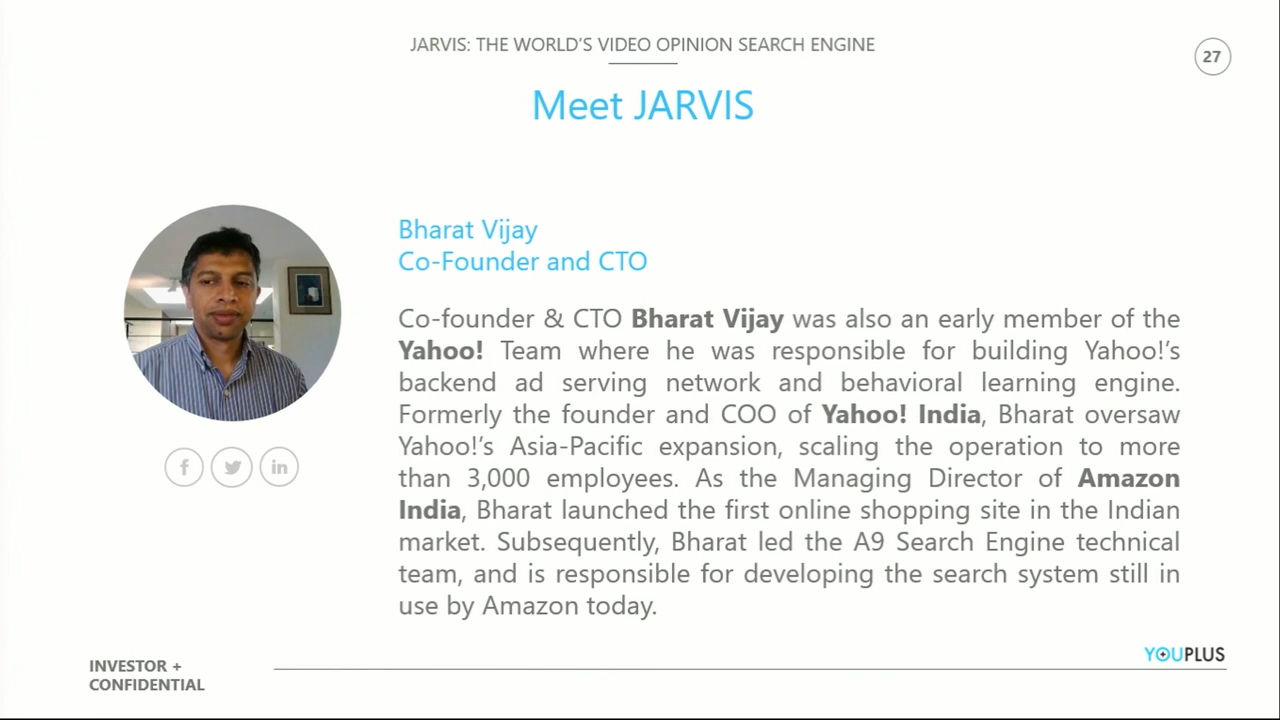 JARVIS: THE WORLD'S VIDEO OPINION SEARCH ENGINE
27
Meet JARVIS
Bharat Vijay
Co-Founder and CTO
Co-founder & CTO Bharat Vijay was also an early member of the
Yahoo! Team where he was responsible for building Yahoo!'s
backend ad serving network and behavioral learning engine.
Formerly the founder and COO of Yahoo! India, Bharat oversaw
Yahoo!'s Asia-Pacific expansion, scaling the operation to more
than 3,000 employees. As the Managing Director of Amazon
India, Bharat launched the first online shopping site in the Indian
market. Subsequently, Bharat led the A9 Search Engine technical
team, and is responsible for developing the search system still in
use by Amazon today.
f
in
INVESTOR +
CONFIDENTIAL
YOUPLUS